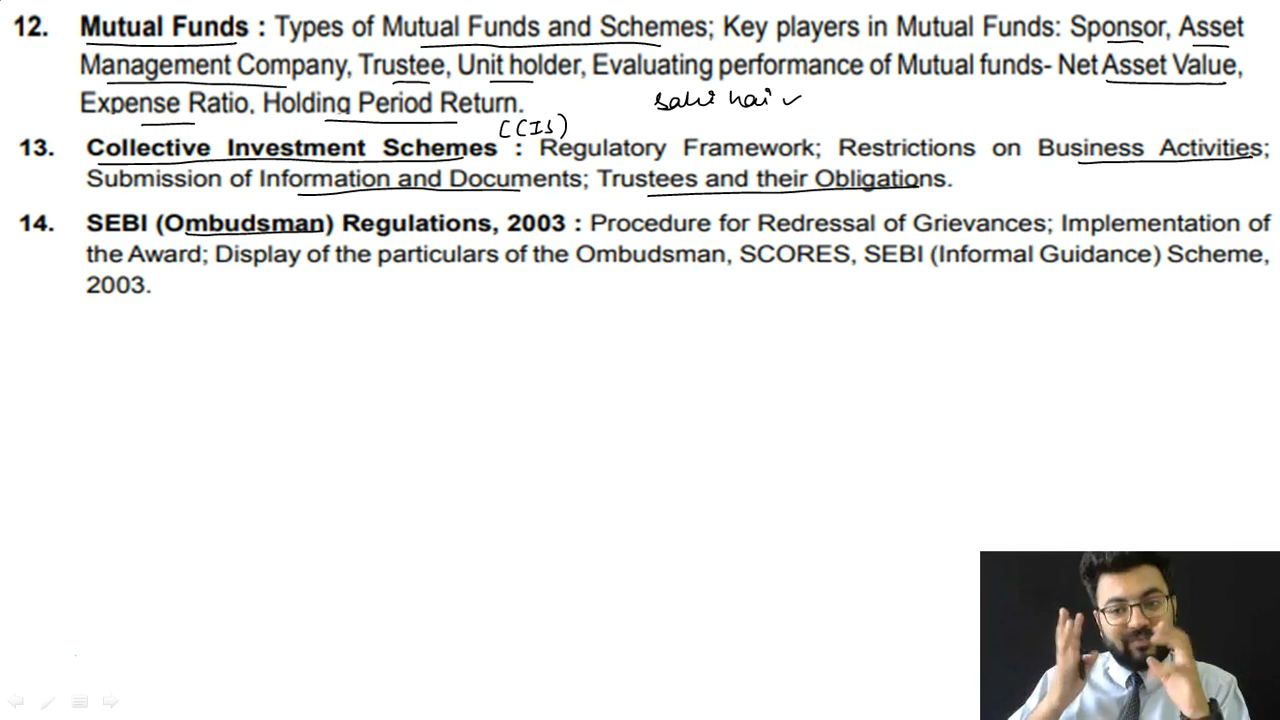 12. Mutual Funds : Types of Mutual Funds and Schemes; Key players in Mutual Funds: Sponsor, Asset
Management Company, Trustee, Unit holder, Evaluating performance of Mutual funds- Net Asset Value,
Expense Ratio, Holding Period Return.
Sahi hai
(CIS)
13. Collective Investment Schemes : Regulatory Framework; Restrictions on Business Activities;
Submission of Information and Documents; Trustees and their Obligations.
14. SEBI (Ombudsman) Regulations, 2003 : Procedure for Redressal of Grievances; Implementation of
the Award; Display of the particulars of the Ombudsman, SCORES, SEBI (Informal Guidance) Scheme,
2003.